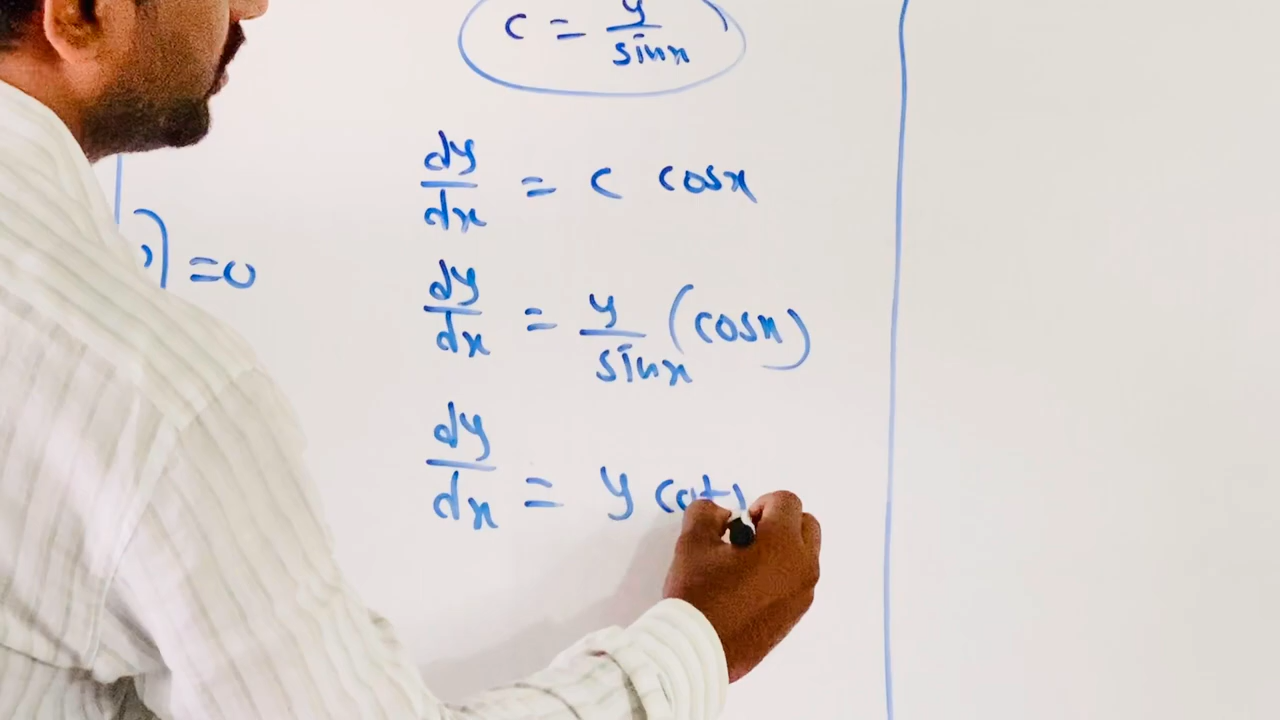 c = y/sinx
dy/dx = c cosx
) = 0
dy/dx = y/sinx (cosx)
dy/dx = y cot